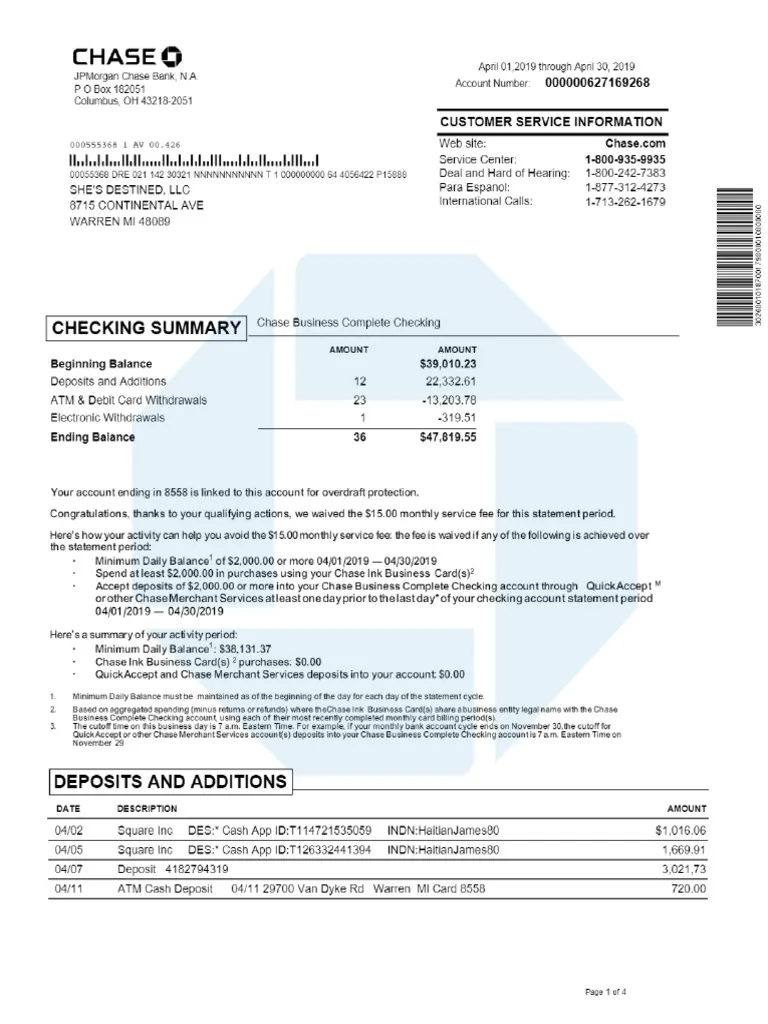 CHASE
JPMorgan Chase Bank, N.A.
P O Box 182051
Columbus, OH 43218-2051
April 01,2019 through April 30, 2019
Account Number: 000000627169268
CUSTOMER SERVICE INFORMATION
Web site: Chase.com
Service Center: 1-800-935-9935
Deaf and Hard of Hearing: 1-800-242-7383
Para Espanol: 1-877-312-4273
International Calls: 1-713-262-1679
000555368 1 AV 00.426
00055368 DRE 021 142 30321 NNNNNNNNNNN T 1 000000000 64 4056422 P15888
SHE'S DESTINED, LLC
8715 CONTINENTAL AVE
WARREN MI 48089
CHECKING SUMMARY Chase Business Complete Checking
AMOUNT AMOUNT
Beginning Balance $39,010.23
Deposits and Additions 12 22,332.61
ATM & Debit Card Withdrawals 23 -13,203.78
Electronic Withdrawals 1 -319.51
Ending Balance 36 $47,819.55
Your account ending in 8558 is linked to this account for overdraft protection.
Congratulations, thanks to your qualifying actions, we waived the $15.00 monthly service fee for this statement period.
Here's how your activity can help you avoid the $15.00 monthly service fee: the fee is waived if any of the following is achieved over
the statement period:
· Minimum Daily Balance1 of $2,000.00 or more 04/01/2019 — 04/30/2019
· Spend at least $2,000.00 in purchases using your Chase Ink Business Card(s)2
· Accept deposits of $2,000.00 or more into your Chase Business Complete Checking account through QuickAccept M
or other Chase Merchant Services at least one day prior to the last day* of your checking account statement period
04/01/2019 — 04/30/2019
Here's a summary of your activity period:
· Minimum Daily Balance1: $38,131.37
· Chase Ink Business Card(s) 2 purchases: $0.00
· QuickAccept and Chase Merchant Services deposits into your account: $0.00
1. Minimum Daily Balance must be maintained as of the beginning of the day for each day of the statement cycle.
2. Based on aggregated spending (minus returns or refunds) where theChase Ink Business Card(s) share a business entity legal name with the Chase
Business Complete Checking account, using each of their most recently completed monthly card billing period(s).
3. The cutoff time on this business day is 7 a.m. Eastern Time. For example, if your monthly bank account cycle ends on November 30,the cutoff for
QuickAccept or other Chase Merchant Services account(s) deposits into your Chase Business Complete Checking account is 7 a.m. Eastern Time on
November 29
DEPOSITS AND ADDITIONS
DATE DESCRIPTION AMOUNT
04/02 Square Inc DES:* Cash App ID:T114721535059 INDN:HaitianJames80 $1,016.06
04/05 Square Inc DES:* Cash App ID:T126332441394 INDN:HaitianJames80 1,669.91
04/07 Deposit 4182794319 3,021,73
04/11 ATM Cash Deposit 04/11 29700 Van Dyke Rd Warren MI Card 8558 720.00
Page 1 of 4